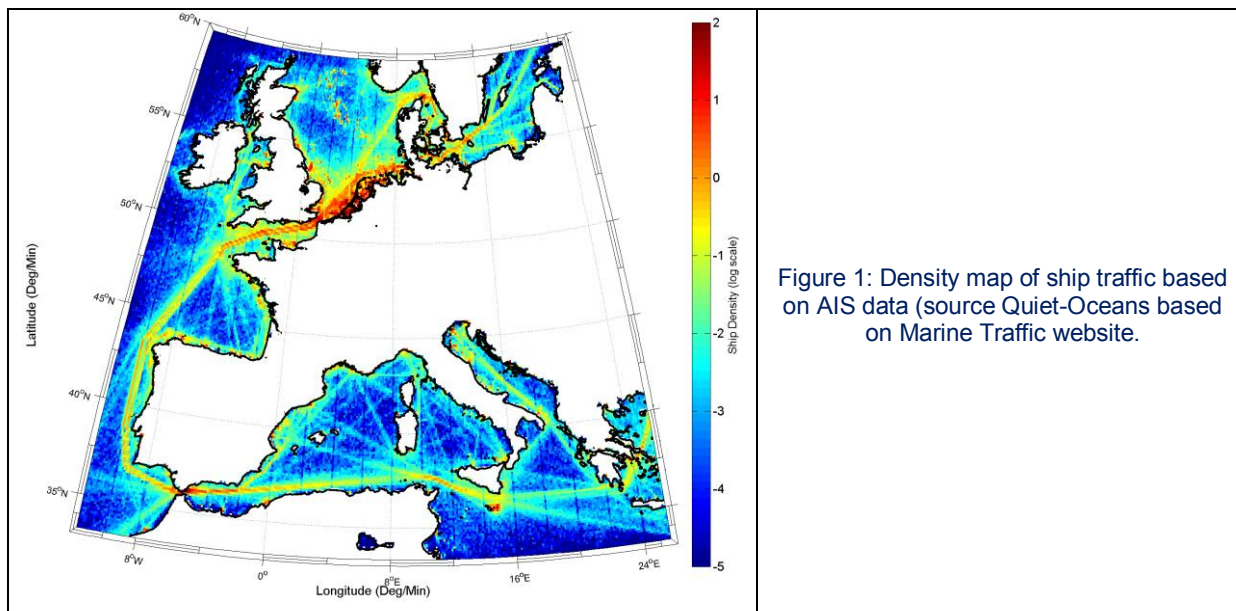 60°N
55°N
50°N
45°N
40°N
35°N
8°W
0°
8°E
16°E
24°E
Latitude (Deg/Min)
Longitude (Deg/Min)
2
1
0
-1
-2
-3
-4
-5
Ship Density (log scale)
Figure 1: Density map of ship traffic based
on AIS data (source Quiet-Oceans based
on Marine Traffic website.